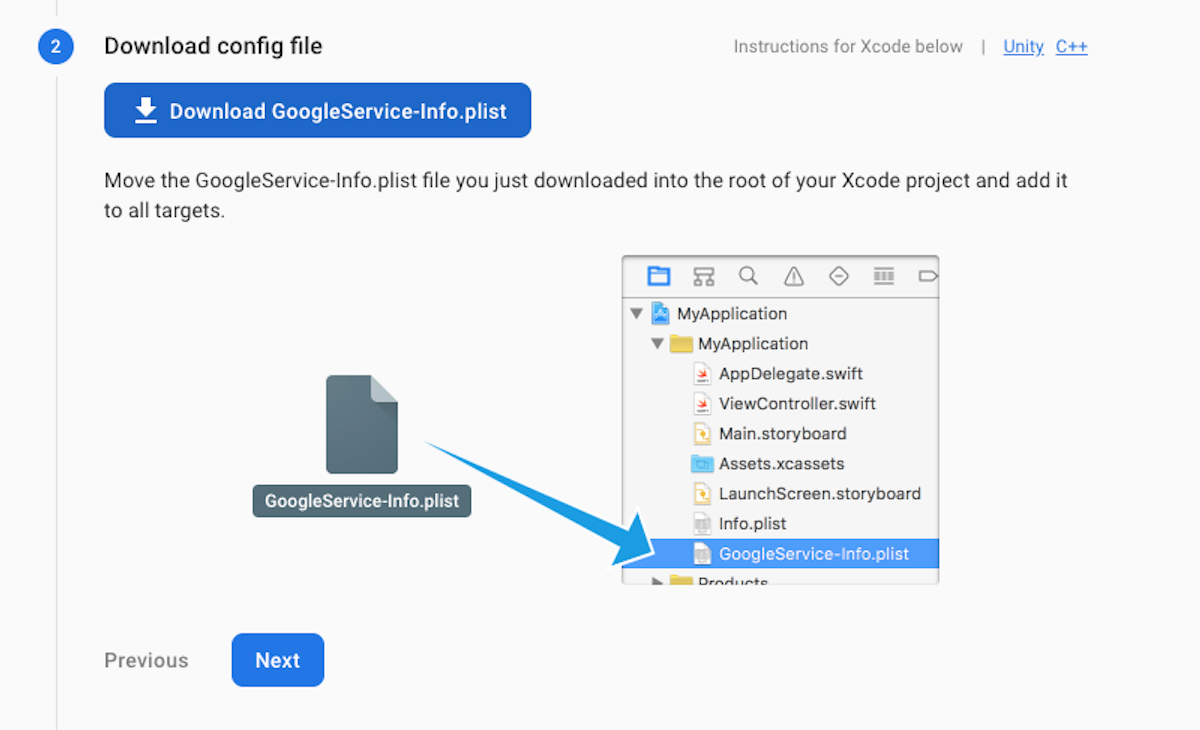 2
Download config file
Instructions for Xcode below | Unity C++
Download GoogleService-Info.plist
Move the GoogleService-Info.plist file you just downloaded into the root of your Xcode project and add it
to all targets.
GoogleService-Info.plist
MyApplication
MyApplication
AppDelegate.swift
ViewController.swift
Main.storyboard
Assets.xcassets
LaunchScreen.storyboard
Info.plist
GoogleService-Info.plist
Products
Previous
Next